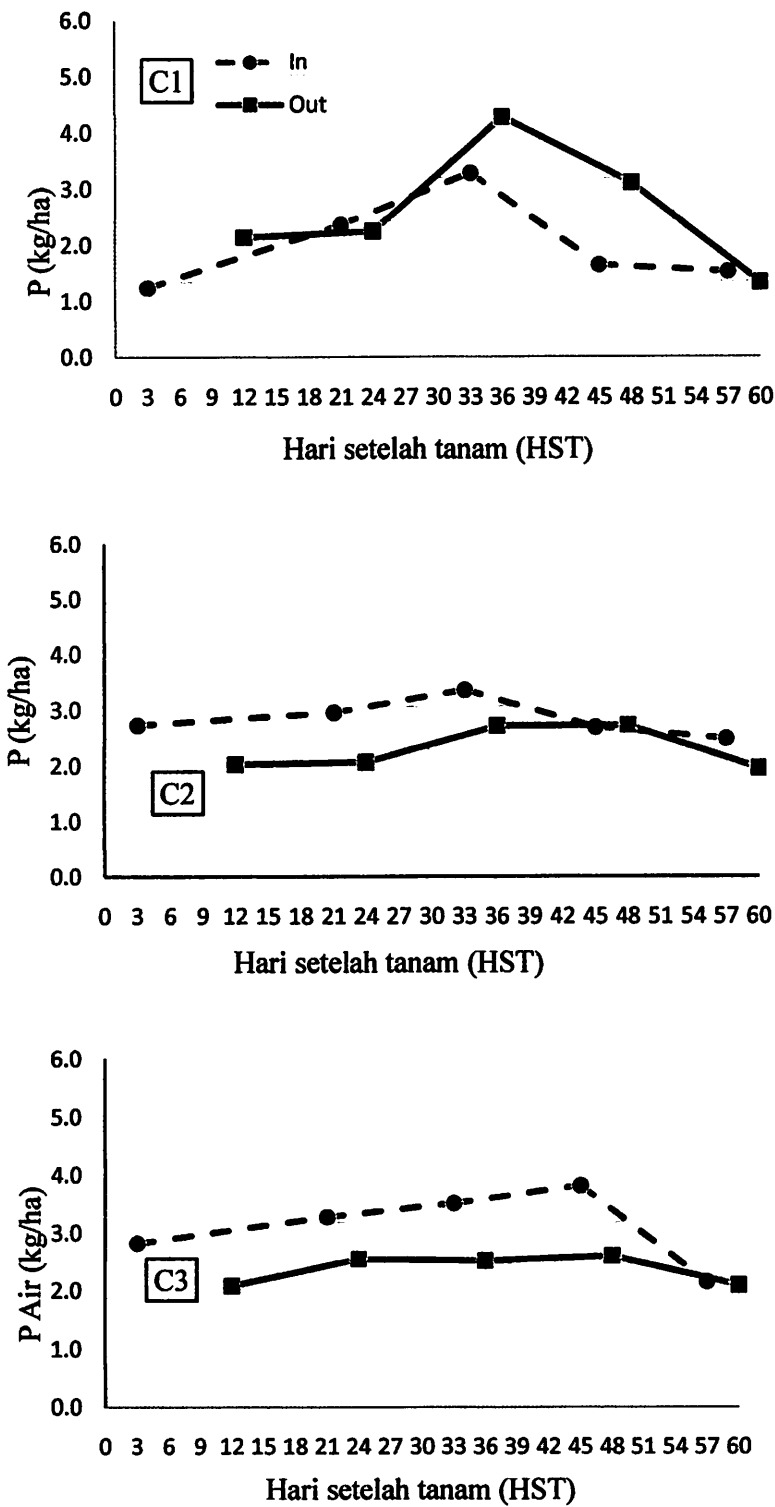 6.0
5.0
4.0
3.0
2.0
1.0
0.0
P (kg/ha)
C1
In
Out
0 3 6 9 12 15 18 21 24 27 30 33 36 39 42 45 48 51 54 57 60
Hari setelah tanam (HST)
6.0
5.0
4.0
3.0
2.0
1.0
0.0
P (kg/ha)
C2
0 3 6 9 12 15 18 21 24 27 30 33 36 39 42 45 48 51 54 57 60
Hari setelah tanam (HST)
6.0
5.0
4.0
3.0
2.0
1.0
0.0
P Air (kg/ha)
C3
0 3 6 9 12 15 18 21 24 27 30 33 36 39 42 45 48 51 54 57 60
Hari setelah tanam (HST)